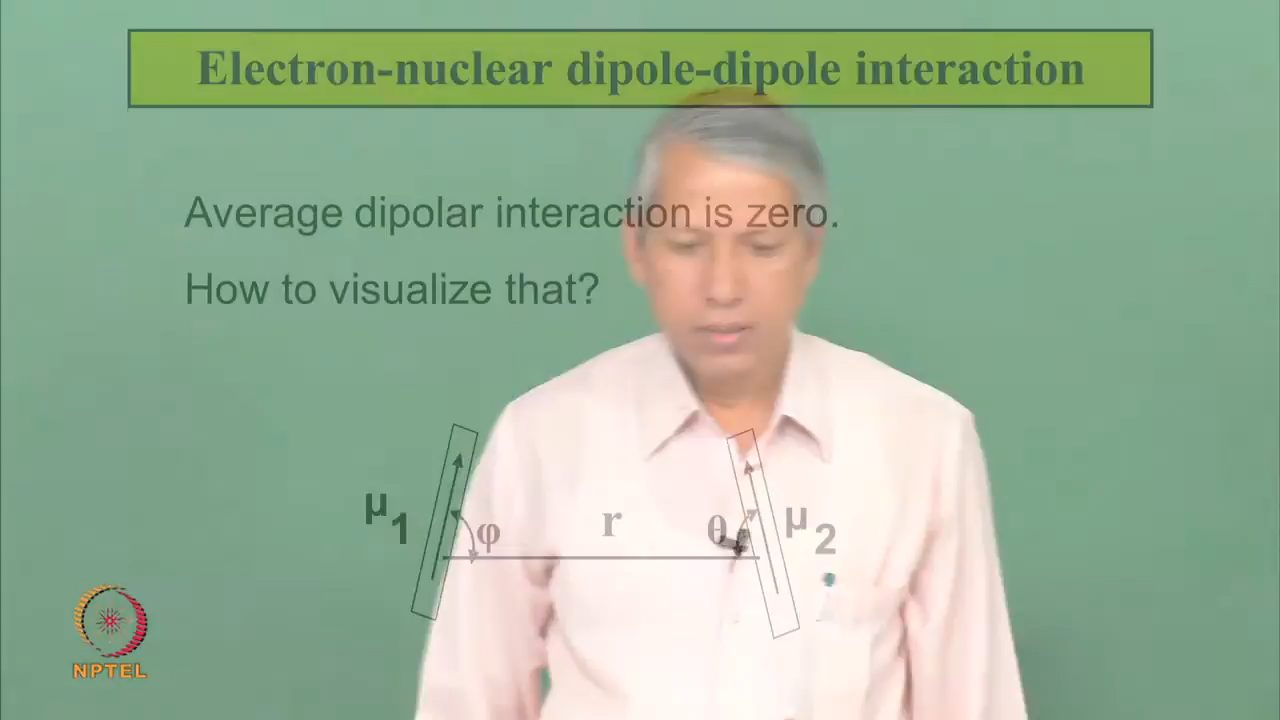 Electron-nuclear dipole-dipole interaction
Average dipolar interaction is zero.
How to visualize that?
μ1 φ r θ μ2
NPTEL